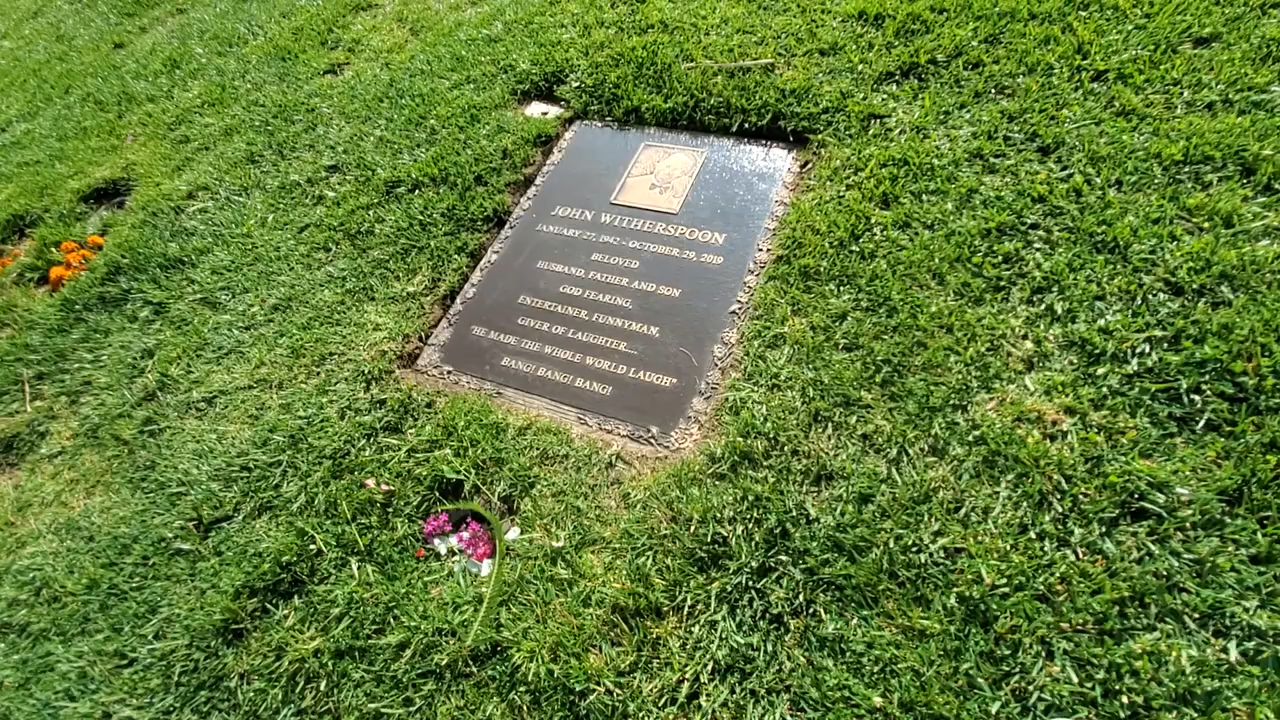 JOHN WITHERSPOON
JANUARY 27, 1942 - OCTOBER 29, 2019
BELOVED
HUSBAND, FATHER AND SON
GOD FEARING,
ENTERTAINER, FUNNYMAN,
GIVER OF LAUGHTER....
"HE MADE THE WHOLE WORLD LAUGH"
BANG! BANG! BANG!